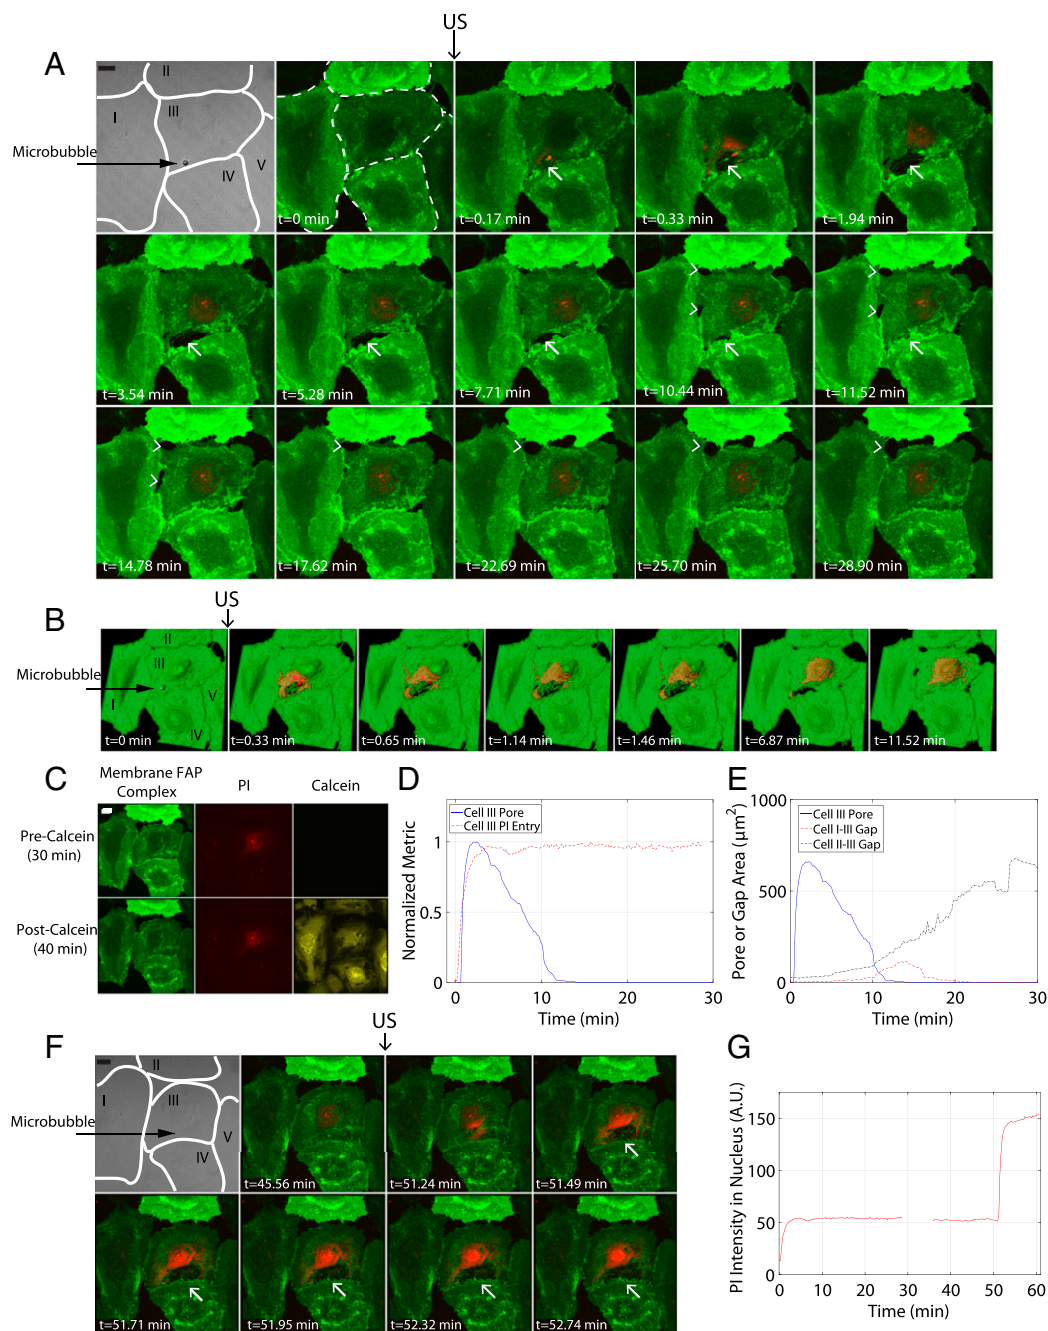 US
A
II
III
I
Microbubble
V
IV
t=0 min
t=0.17 min
t=0.33 min
t=1.94 min
t=3.54 min
t=5.28 min
t=7.71 min
t=10.44 min
t=11.52 min
t=14.78 min
t=17.62 min
t=22.69 min
t=25.70 min
t=28.90 min
US
B
II
III
Microbubble
V
I
IV
t=0 min
t=0.33 min
t=0.65 min
t=1.14 min
t=1.46 min
t=6.87 min
t=11.52 min
C
Membrane FAP
Complex
PI
Calcein
Pre-Calcein
(30 min)
Post-Calcein
(40 min)
D
Normalized Metric
1
0.5
0
Cell III Pore
Cell III PI Entry
0
10
20
30
Time (min)
E
Pore or Gap Area (µm²)
1000
500
0
Cell III Pore
Cell I-III Gap
Cell II-III Gap
0
10
20
30
Time (min)
US
F
II
I
III
Microbubble
V
IV
t=45.56 min
t=51.24 min
t=51.49 min
t=51.71 min
t=51.95 min
t=52.32 min
t=52.74 min
G
PI Intensity in Nucleus (A.U.)
150
100
50
0
0
10
20
30
40
50
60
Time (min)